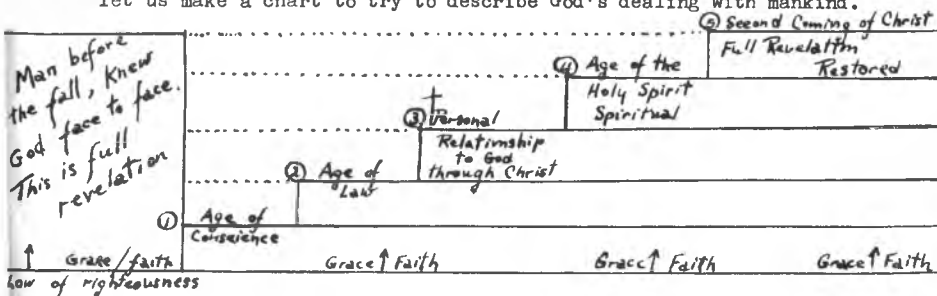 let us make a chart to try to describe God's dealing with mankind.
Man before
the fall, Knew
God face to face.
This is full
revelation
⑤ Second Coming of Christ
Full Revelation
Restored
④ Age of the
Holy Spirit
Spiritual
③ Personal
Relationship
to God
through Christ
② Age of
Law
① Age of
Conscience
Grace/faith
Grace↑Faith
Grace↑Faith
Grace↑Faith
of righteousness